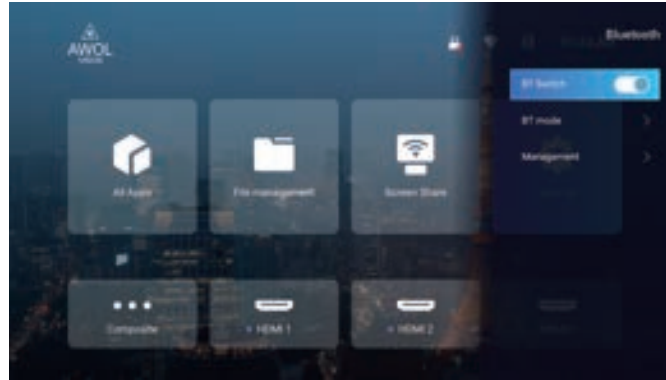 AWOL
VISION
Bluetooth
BT Switch
BT mode
Management
All Apps
File management
Screen Share
Composite
HDMI 1
HDMI 2